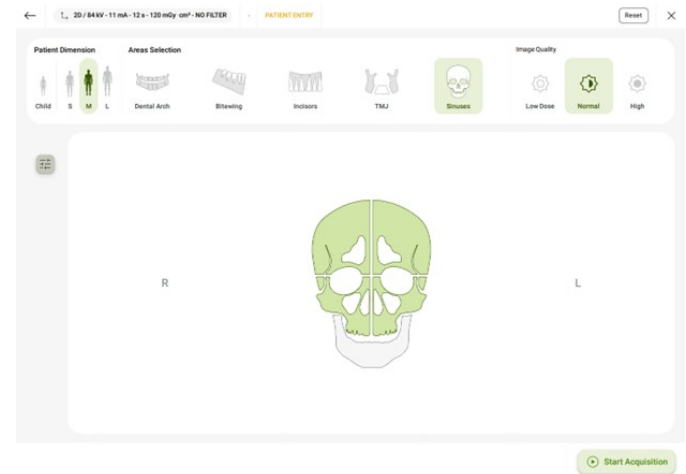 2D / 84 kV - 11 mA - 12 s - 120 mGy cm² - NO FILTER - PATIENT ENTRY
Reset
Patient Dimension
Areas Selection
Image Quality
Child S M L Dental Arch Bitewing Incisors TMJ Sinuses Low Dose Normal High
R L
Start Acquisition